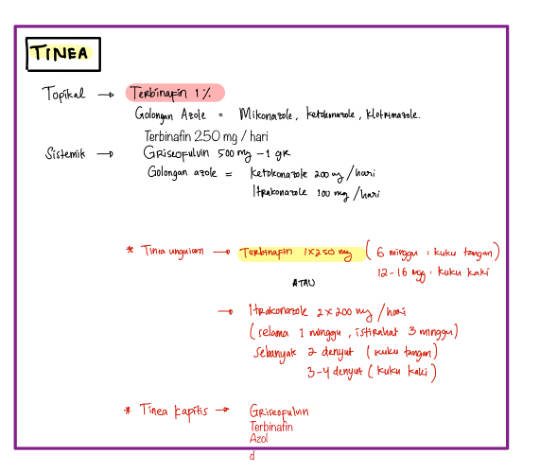 TINEA
Topikal → Terbinafin 1%
Golongan Azole = Mikonazole, ketokonazole, klotrimazole.
Terbinafin 250 mg / hari
Sistemik → Griseofulvin 500 mg - 1 gr
Golongan azole = ketokonazole 200 mg / hari
Itrakonazole 100 mg / hari
* Tinea unguium → Terbinafin 1x250 mg ( 6 minggu : kuku tangan)
12-16 mg : kuku kaki
ATAU
→ Itrakonazole 2x200 mg / hari
( selama 1 minggu , istirahat 3 minggu )
Sebanyak 2 denyut ( kuku tangan )
3-4 denyut ( kuku kaki )
* Tinea kapitis → Griseofulvin
Terbinafin
Azol
d